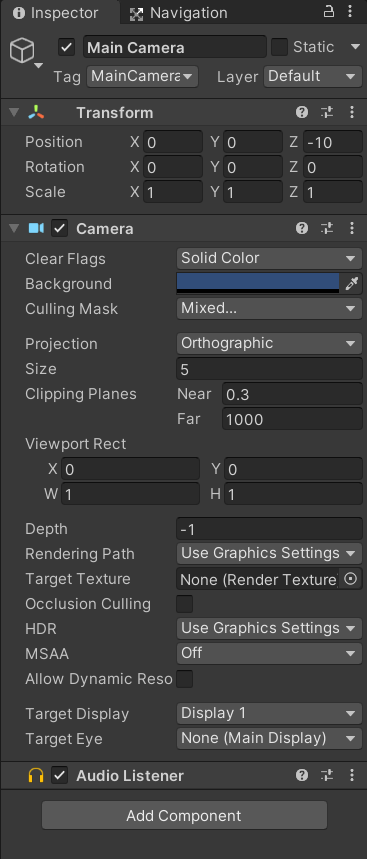 Inspector Navigation
Main Camera Static
Tag MainCamera Layer Default
Transform
Position X 0 Y 0 Z -10
Rotation X 0 Y 0 Z 0
Scale X 1 Y 1 Z 1
Camera
Clear Flags Solid Color
Background
Culling Mask Mixed...
Projection Orthographic
Size 5
Clipping Planes Near 0.3
Far 1000
Viewport Rect
X 0 Y 0
W 1 H 1
Depth -1
Rendering Path Use Graphics Settings
Target Texture None (Render Texture
Occlusion Culling
HDR Use Graphics Settings
MSAA Off
Allow Dynamic Reso
Target Display Display 1
Target Eye None (Main Display)
Audio Listener
Add Component